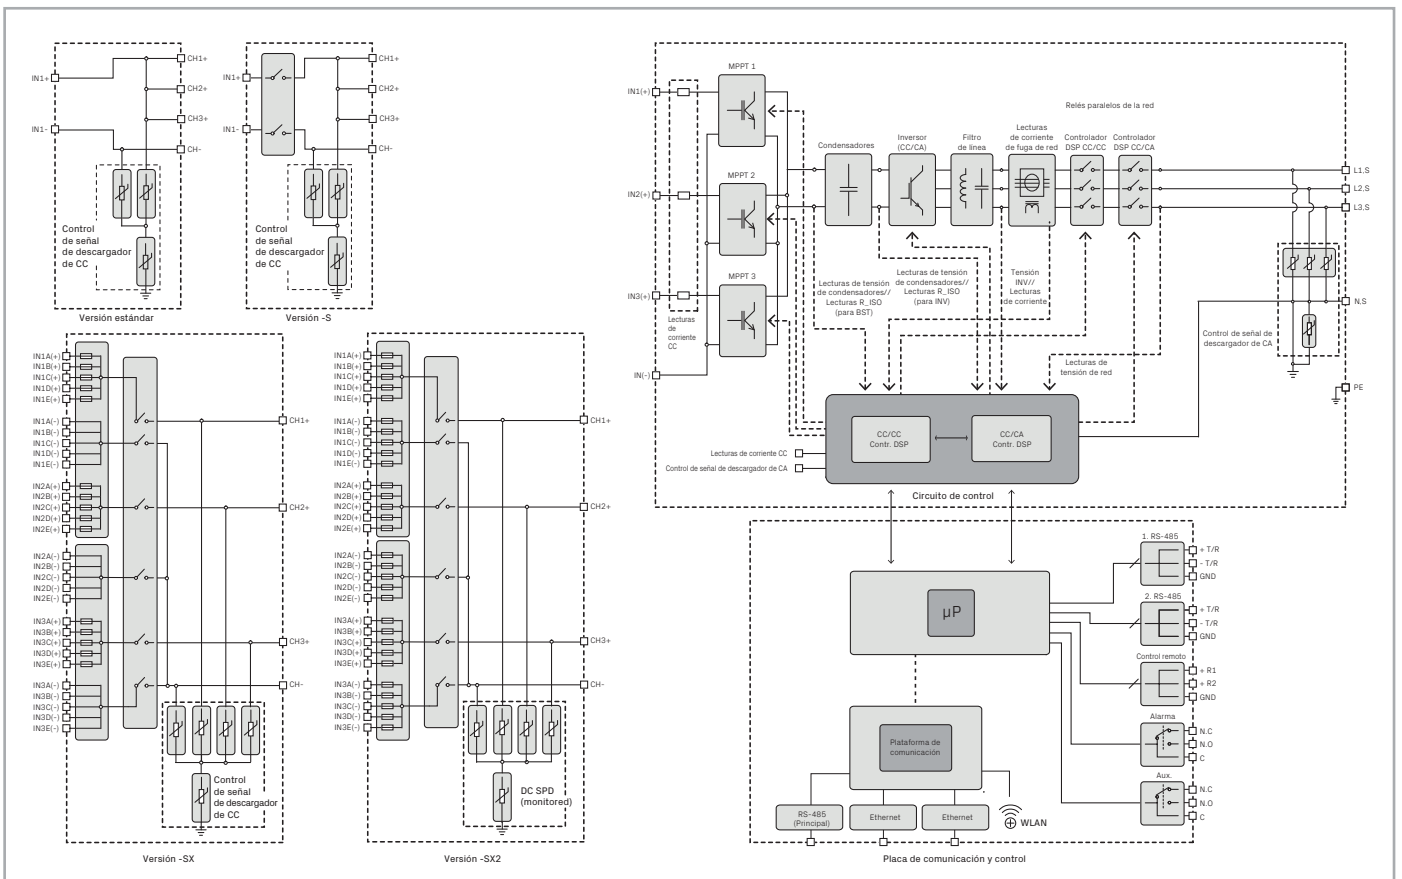 IN1+
IN1-
CH1+
CH2+
CH3+
CH-
Control
de señal
de descargador
de CC
Versión estándar
IN1+
IN1-
CH1+
CH2+
CH3+
CH-
Control
de señal
de descargador
de CC
Versión -S
IN1A(+)
IN1B(+)
IN1C(+)
IN1D(+)
IN1E(+)
IN1A(-)
IN1B(-)
IN1C(-)
IN1D(-)
IN1E(-)
IN2A(+)
IN2B(+)
IN2C(+)
IN2D(+)
IN2E(+)
IN2A(-)
IN2B(-)
IN2C(-)
IN2D(-)
IN2E(-)
IN3A(+)
IN3B(+)
IN3C(+)
IN3D(+)
IN3E(+)
IN3A(-)
IN3B(-)
IN3C(-)
IN3D(-)
IN3E(-)
CH1+
CH2+
CH3+
CH-
Control
de señal
de descargador
de CC
Versión -SX
IN1A(+)
IN1B(+)
IN1C(+)
IN1D(+)
IN1E(+)
IN1A(-)
IN1B(-)
IN1C(-)
IN1D(-)
IN1E(-)
IN2A(+)
IN2B(+)
IN2C(+)
IN2D(+)
IN2E(+)
IN2A(-)
IN2B(-)
IN2C(-)
IN2D(-)
IN2E(-)
IN3A(+)
IN3B(+)
IN3C(+)
IN3D(+)
IN3E(+)
IN3A(-)
IN3B(-)
IN3C(-)
IN3D(-)
IN3E(-)
CH1+
CH2+
CH3+
CH-
DC SPD
(monitored)
Versión -SX2
IN1(+)
IN2(+)
IN3(+)
IN(-)
Lecturas
de
corriente
CC
MPPT 1
MPPT 2
MPPT 3
Condensadores
Inversor
(CC/CA)
Filtro
de línea
Lecturas
de corriente
de fuga de red
Relés paralelos de la red
Controlador
DSP CC/CC
Controlador
DSP CC/CA
L1,S
L2,S
L3,S
N.S
PE
Lecturas de tensión
de condensadores//
Lecturas R_ISO
(para BST)
Lecturas de tensión
de condensadores//
Lecturas R_ISO
(para INV)
Tensión
INV//
Lecturas
de corriente
Lecturas de
tensión de red
Control de señal de
descargador de CA
CC/CC
Contr. DSP
CC/CA
Contr. DSP
Lecturas de corriente CC
Control de señal de descargador de CA
Circuito de control
µP
Plataforma de
comunicación
RS-485
(Principal)
Ethernet
Ethernet
WLAN
1. RS-485
+ T/R
- T/R
GND
2. RS-485
+ T/R
- T/R
GND
Control remoto
+ R1
+ R2
GND
Alarma
N.C
N.O
C
Aux.
N.C
N.O
C
Placa de comunicación y control